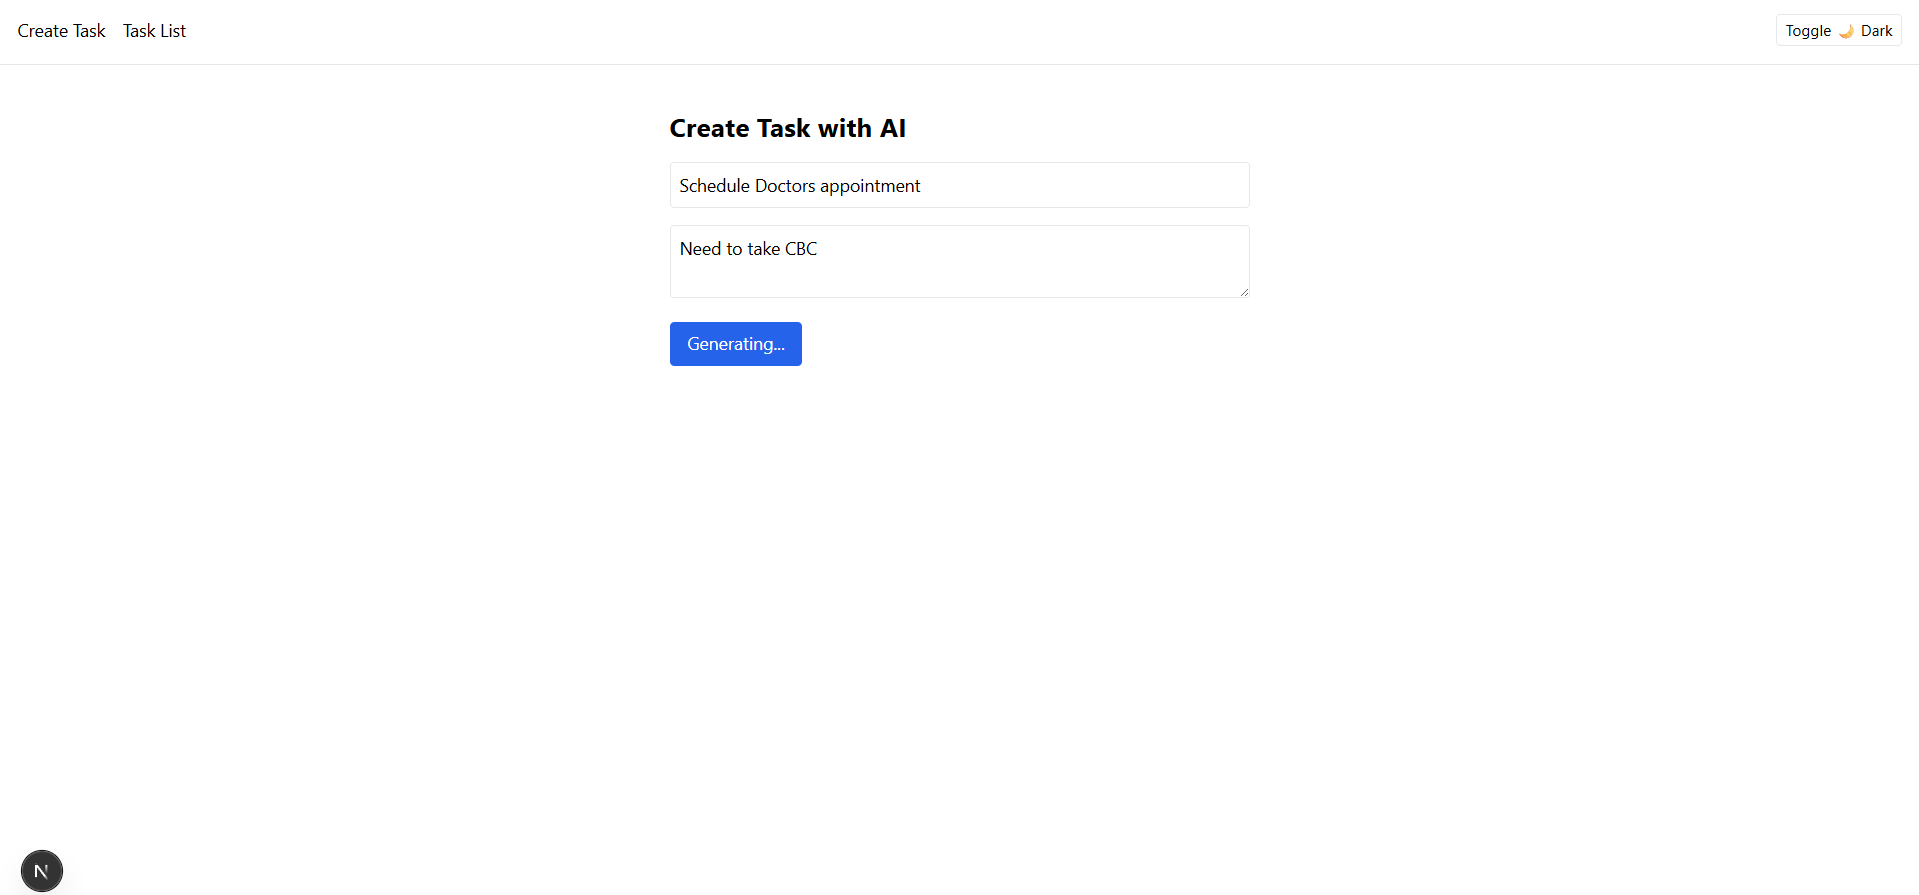 Create Task Task List Toggle 🌙 Dark
Create Task with AI
Schedule Doctors appointment
Need to take CBC
Generating...
N